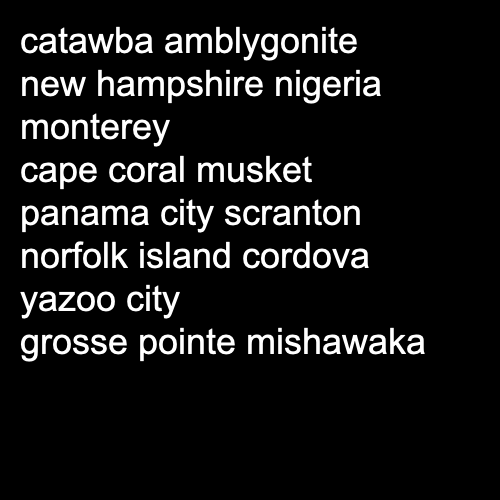 catawba amblygonite
new hampshire nigeria
monterey
cape coral musket
panama city scranton
norfolk island cordova
yazoo city
grosse pointe mishawaka